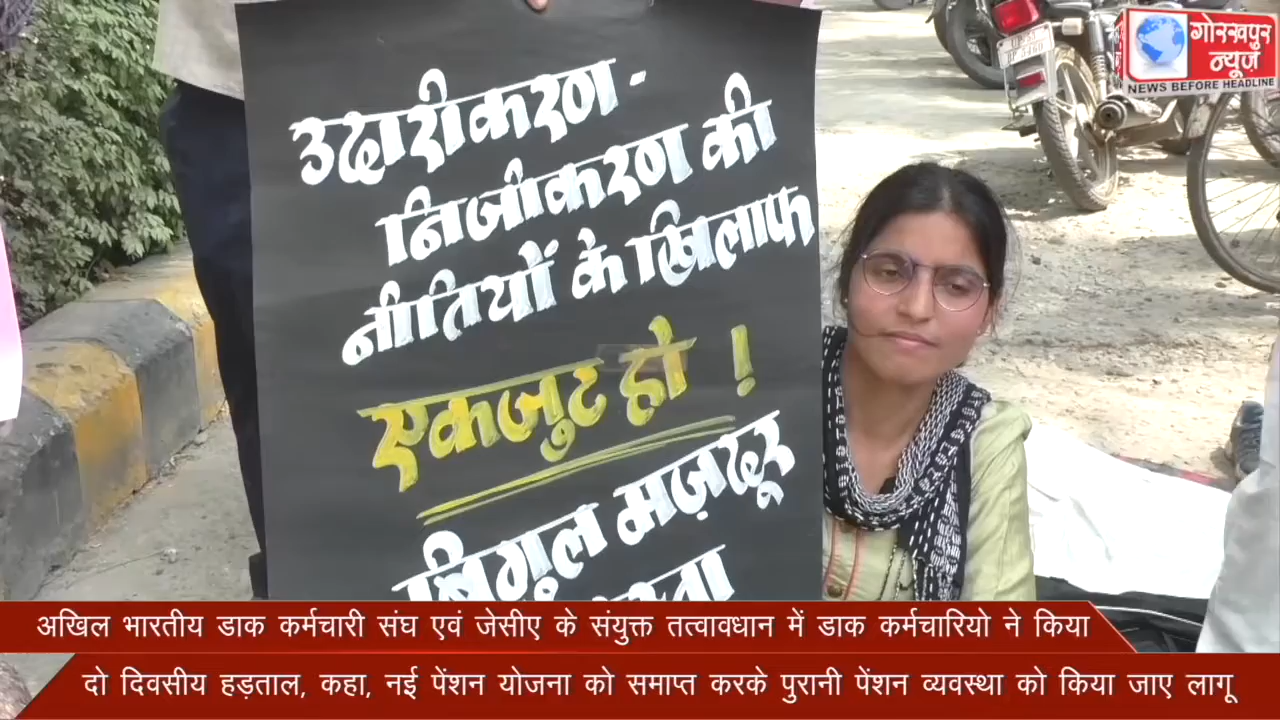 उदारीकरण -
निजीकरण की
नीतियों के खिलाफ
एकजुट हो !
बिगुल मज़दूर
गोरखपुर
न्यूज़
NEWS BEFORE HEADLINE
अखिल भारतीय डाक कर्मचारी संघ एवं जेसीए के संयुक्त तत्वावधान में डाक कर्मचारियो ने किया
दो दिवसीय हड़ताल, कहा, नई पेंशन योजना को समाप्त करके पुरानी पेंशन व्यवस्था को किया जाए लागू